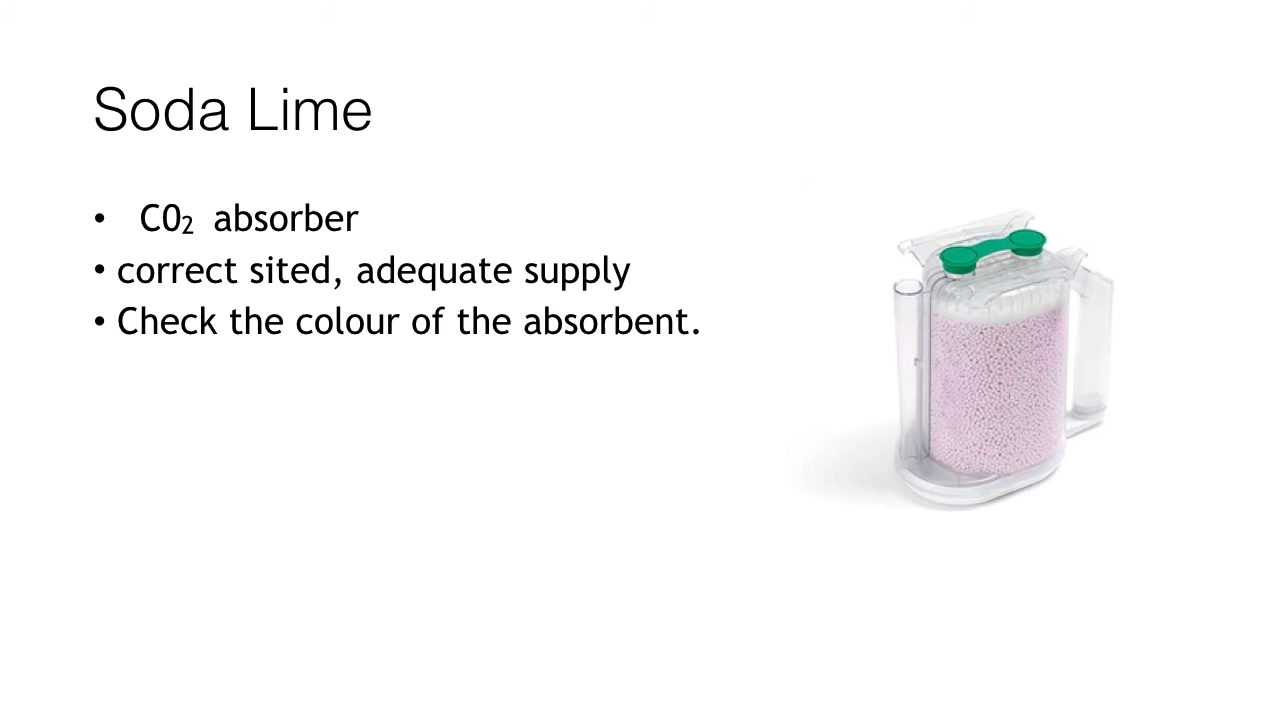 Soda Lime
• C0₂ absorber
• correct sited, adequate supply
• Check the colour of the absorbent.